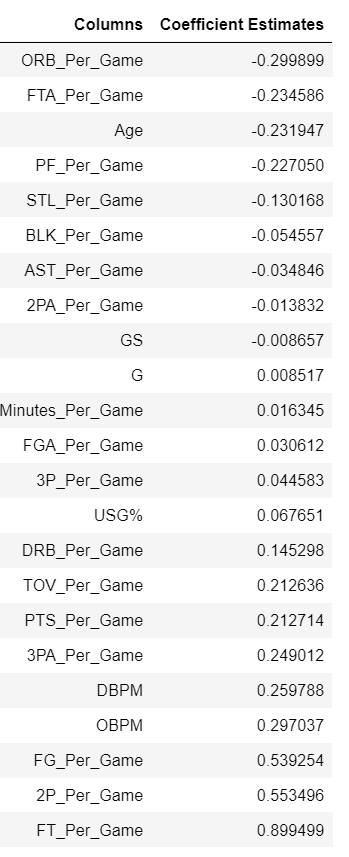 Columns Coefficient Estimates
ORB_Per_Game -0.299899
FTA_Per_Game -0.234586
Age -0.231947
PF_Per_Game -0.227050
STL_Per_Game -0.130168
BLK_Per_Game -0.054557
AST_Per_Game -0.034846
2PA_Per_Game -0.013832
GS -0.008657
G 0.008517
Minutes_Per_Game 0.016345
FGA_Per_Game 0.030612
3P_Per_Game 0.044583
USG% 0.067651
DRB_Per_Game 0.145298
TOV_Per_Game 0.212636
PTS_Per_Game 0.212714
3PA_Per_Game 0.249012
DBPM 0.259788
OBPM 0.297037
FG_Per_Game 0.539254
2P_Per_Game 0.553496
FT_Per_Game 0.899499